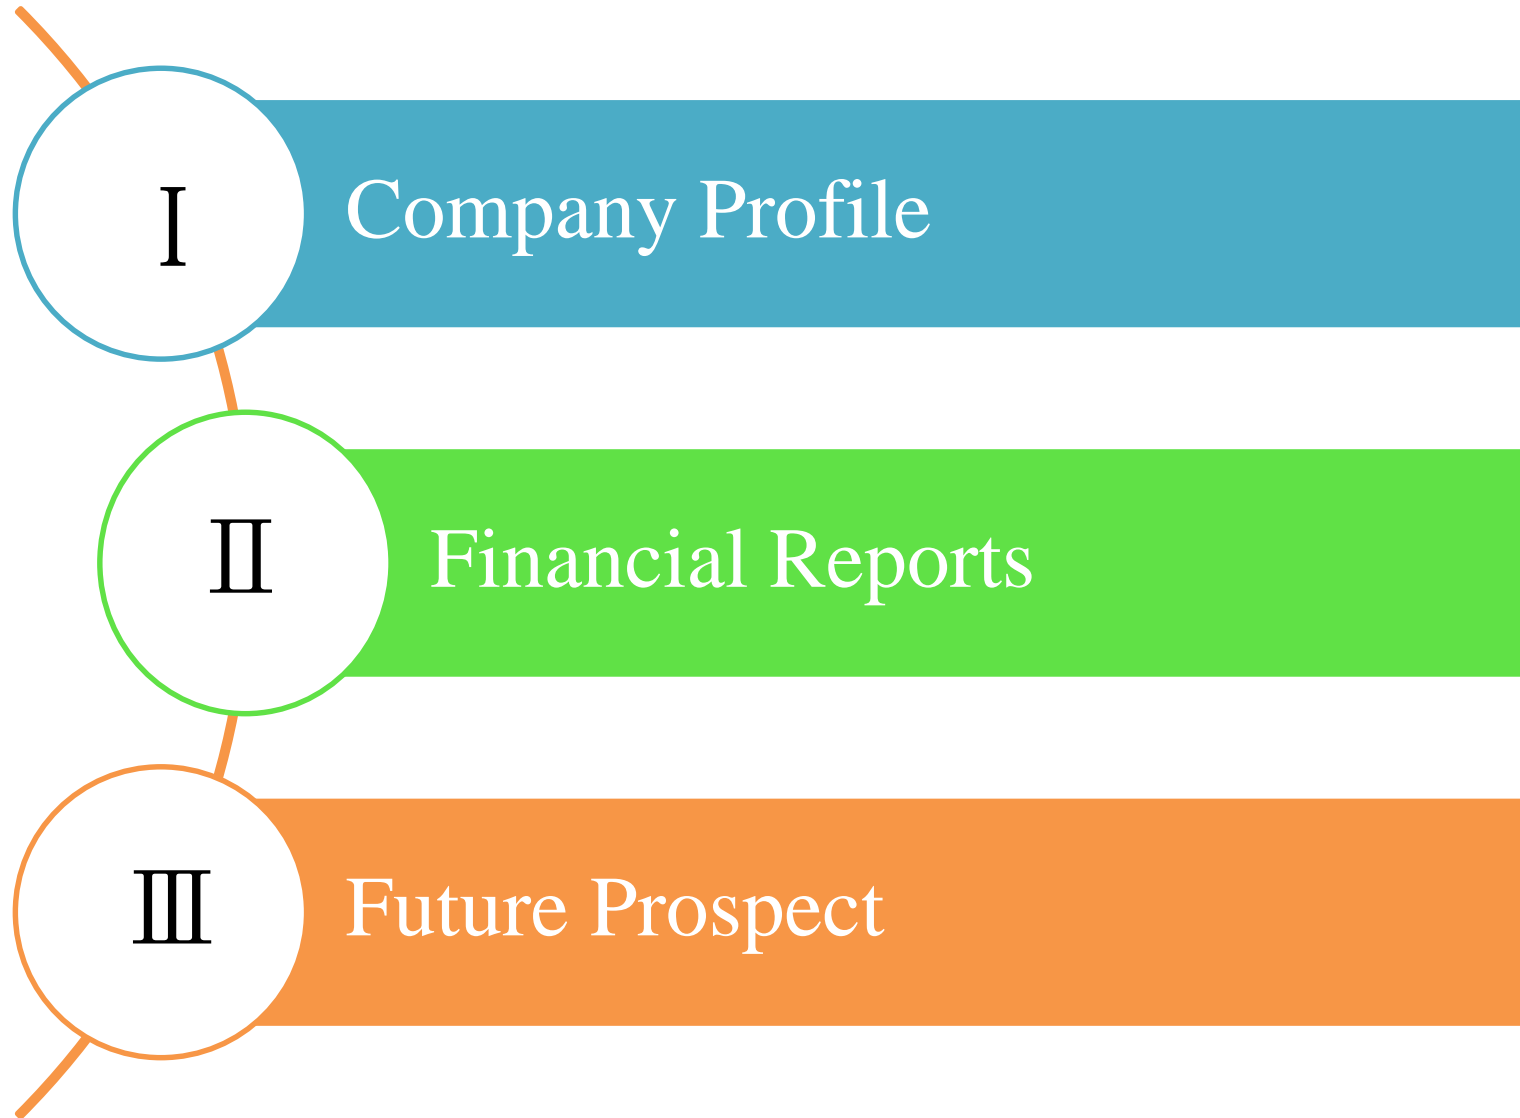 Ⅰ
Company Profile
Ⅱ
Financial Reports
Ⅲ
Future Prospect